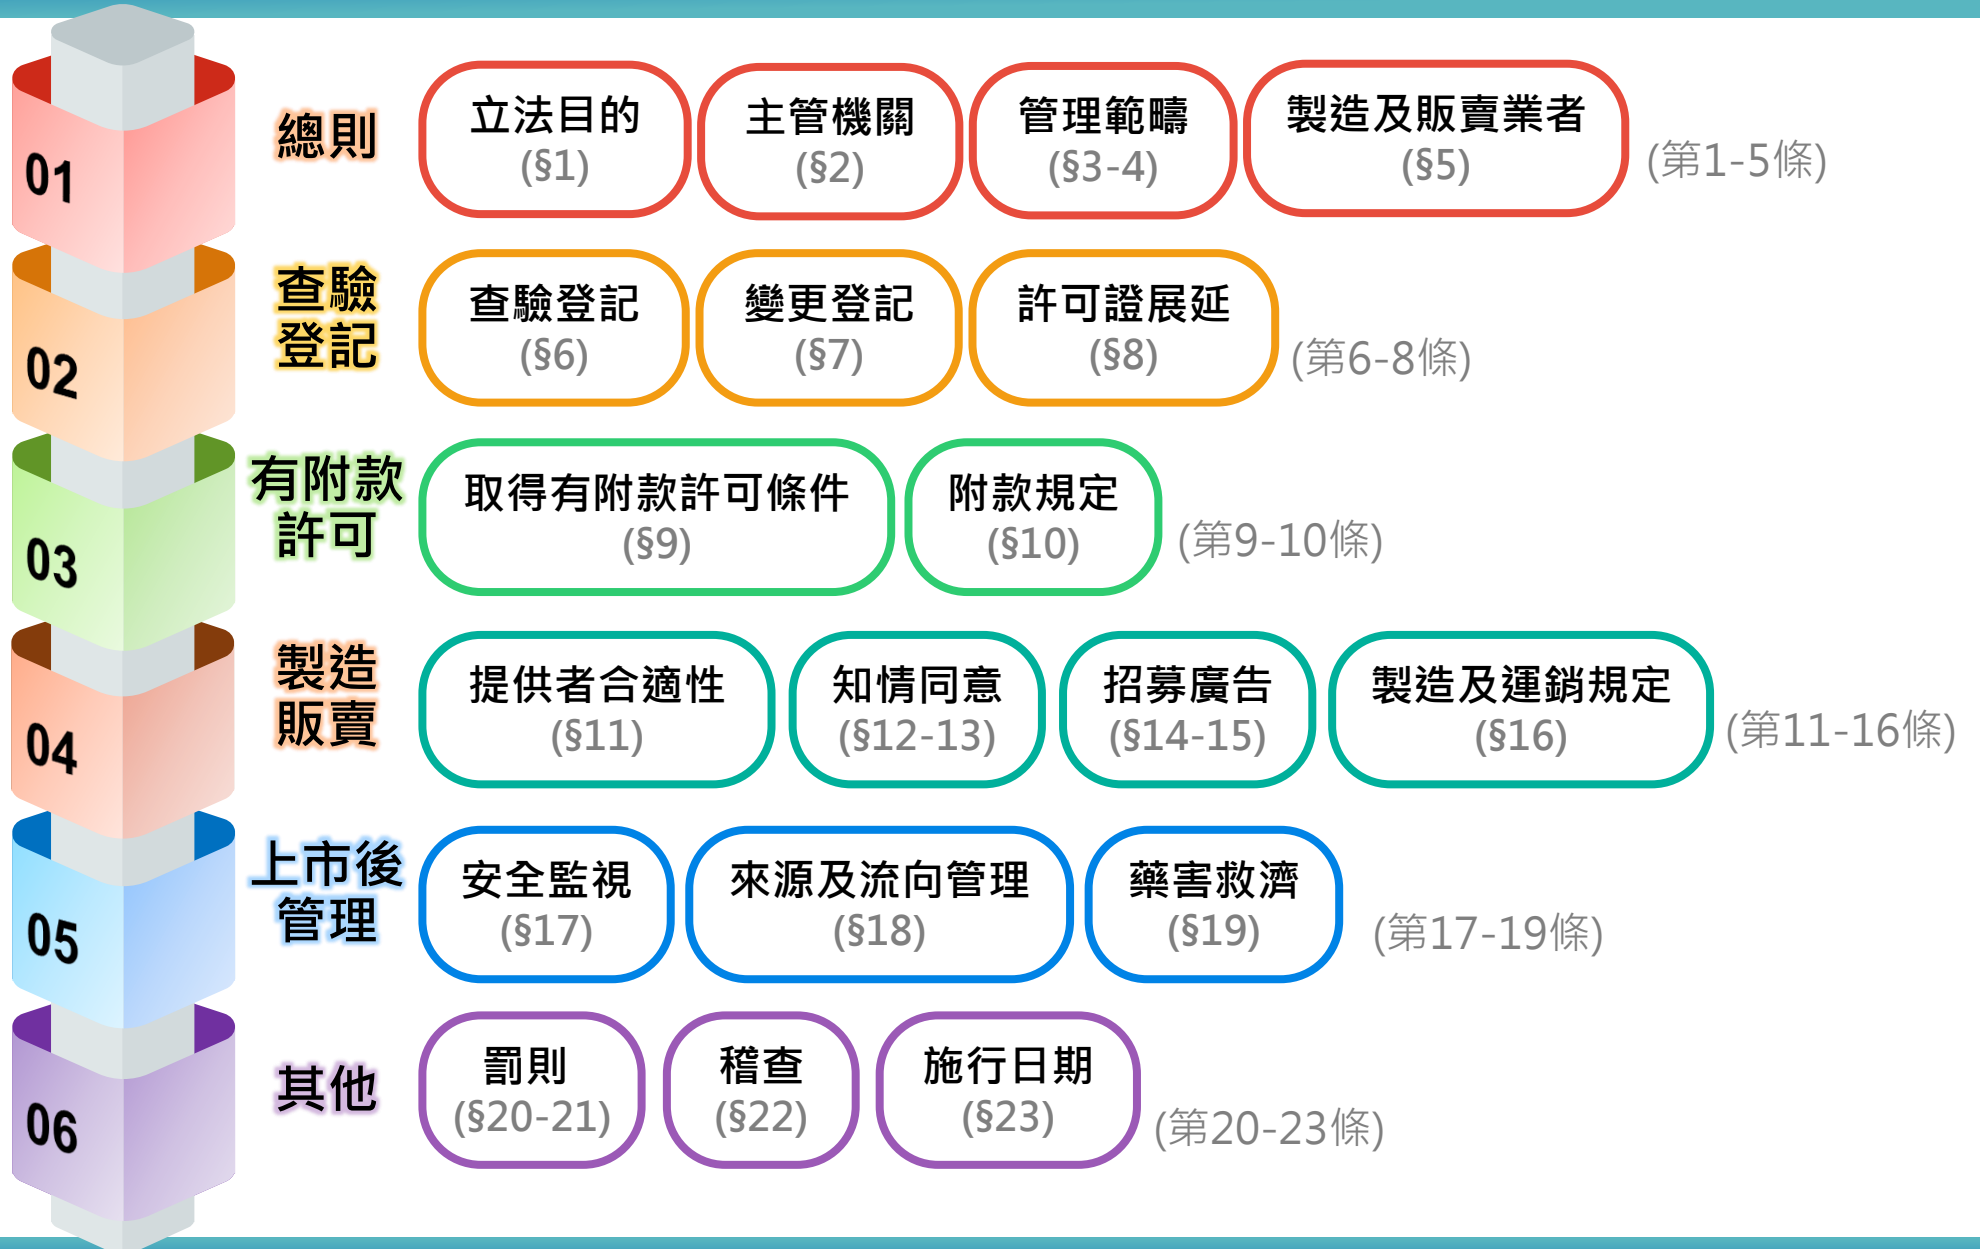 01
總則
立法目的
(§1)
主管機關
(§2)
管理範疇
(§3-4)
製造及販賣業者
(§5)
(第1-5條)
02
查驗
登記
查驗登記
(§6)
變更登記
(§7)
許可證展延
(§8)
(第6-8條)
03
有附款
許可
取得有附款許可條件
(§9)
附款規定
(§10)
(第9-10條)
04
製造
販賣
提供者合適性
(§11)
知情同意
(§12-13)
招募廣告
(§14-15)
製造及運銷規定
(§16)
(第11-16條)
05
上市後
管理
安全監視
(§17)
來源及流向管理
(§18)
藥害救濟
(§19)
(第17-19條)
06
其他
罰則
(§20-21)
稽查
(§22)
施行日期
(§23)
(第20-23條)